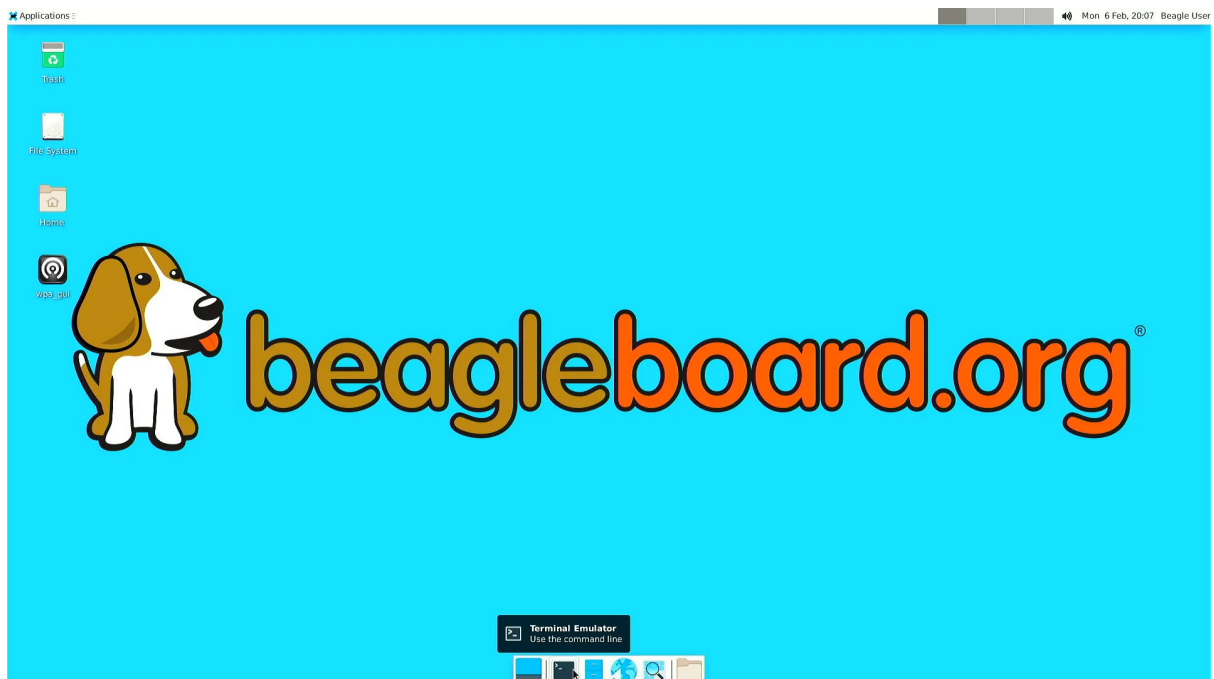 Applications
Mon 6 Feb, 20:07 Beagle User
Trash
File System
Home
wpa_gui
beagleboard.org®
Terminal Emulator
Use the command line